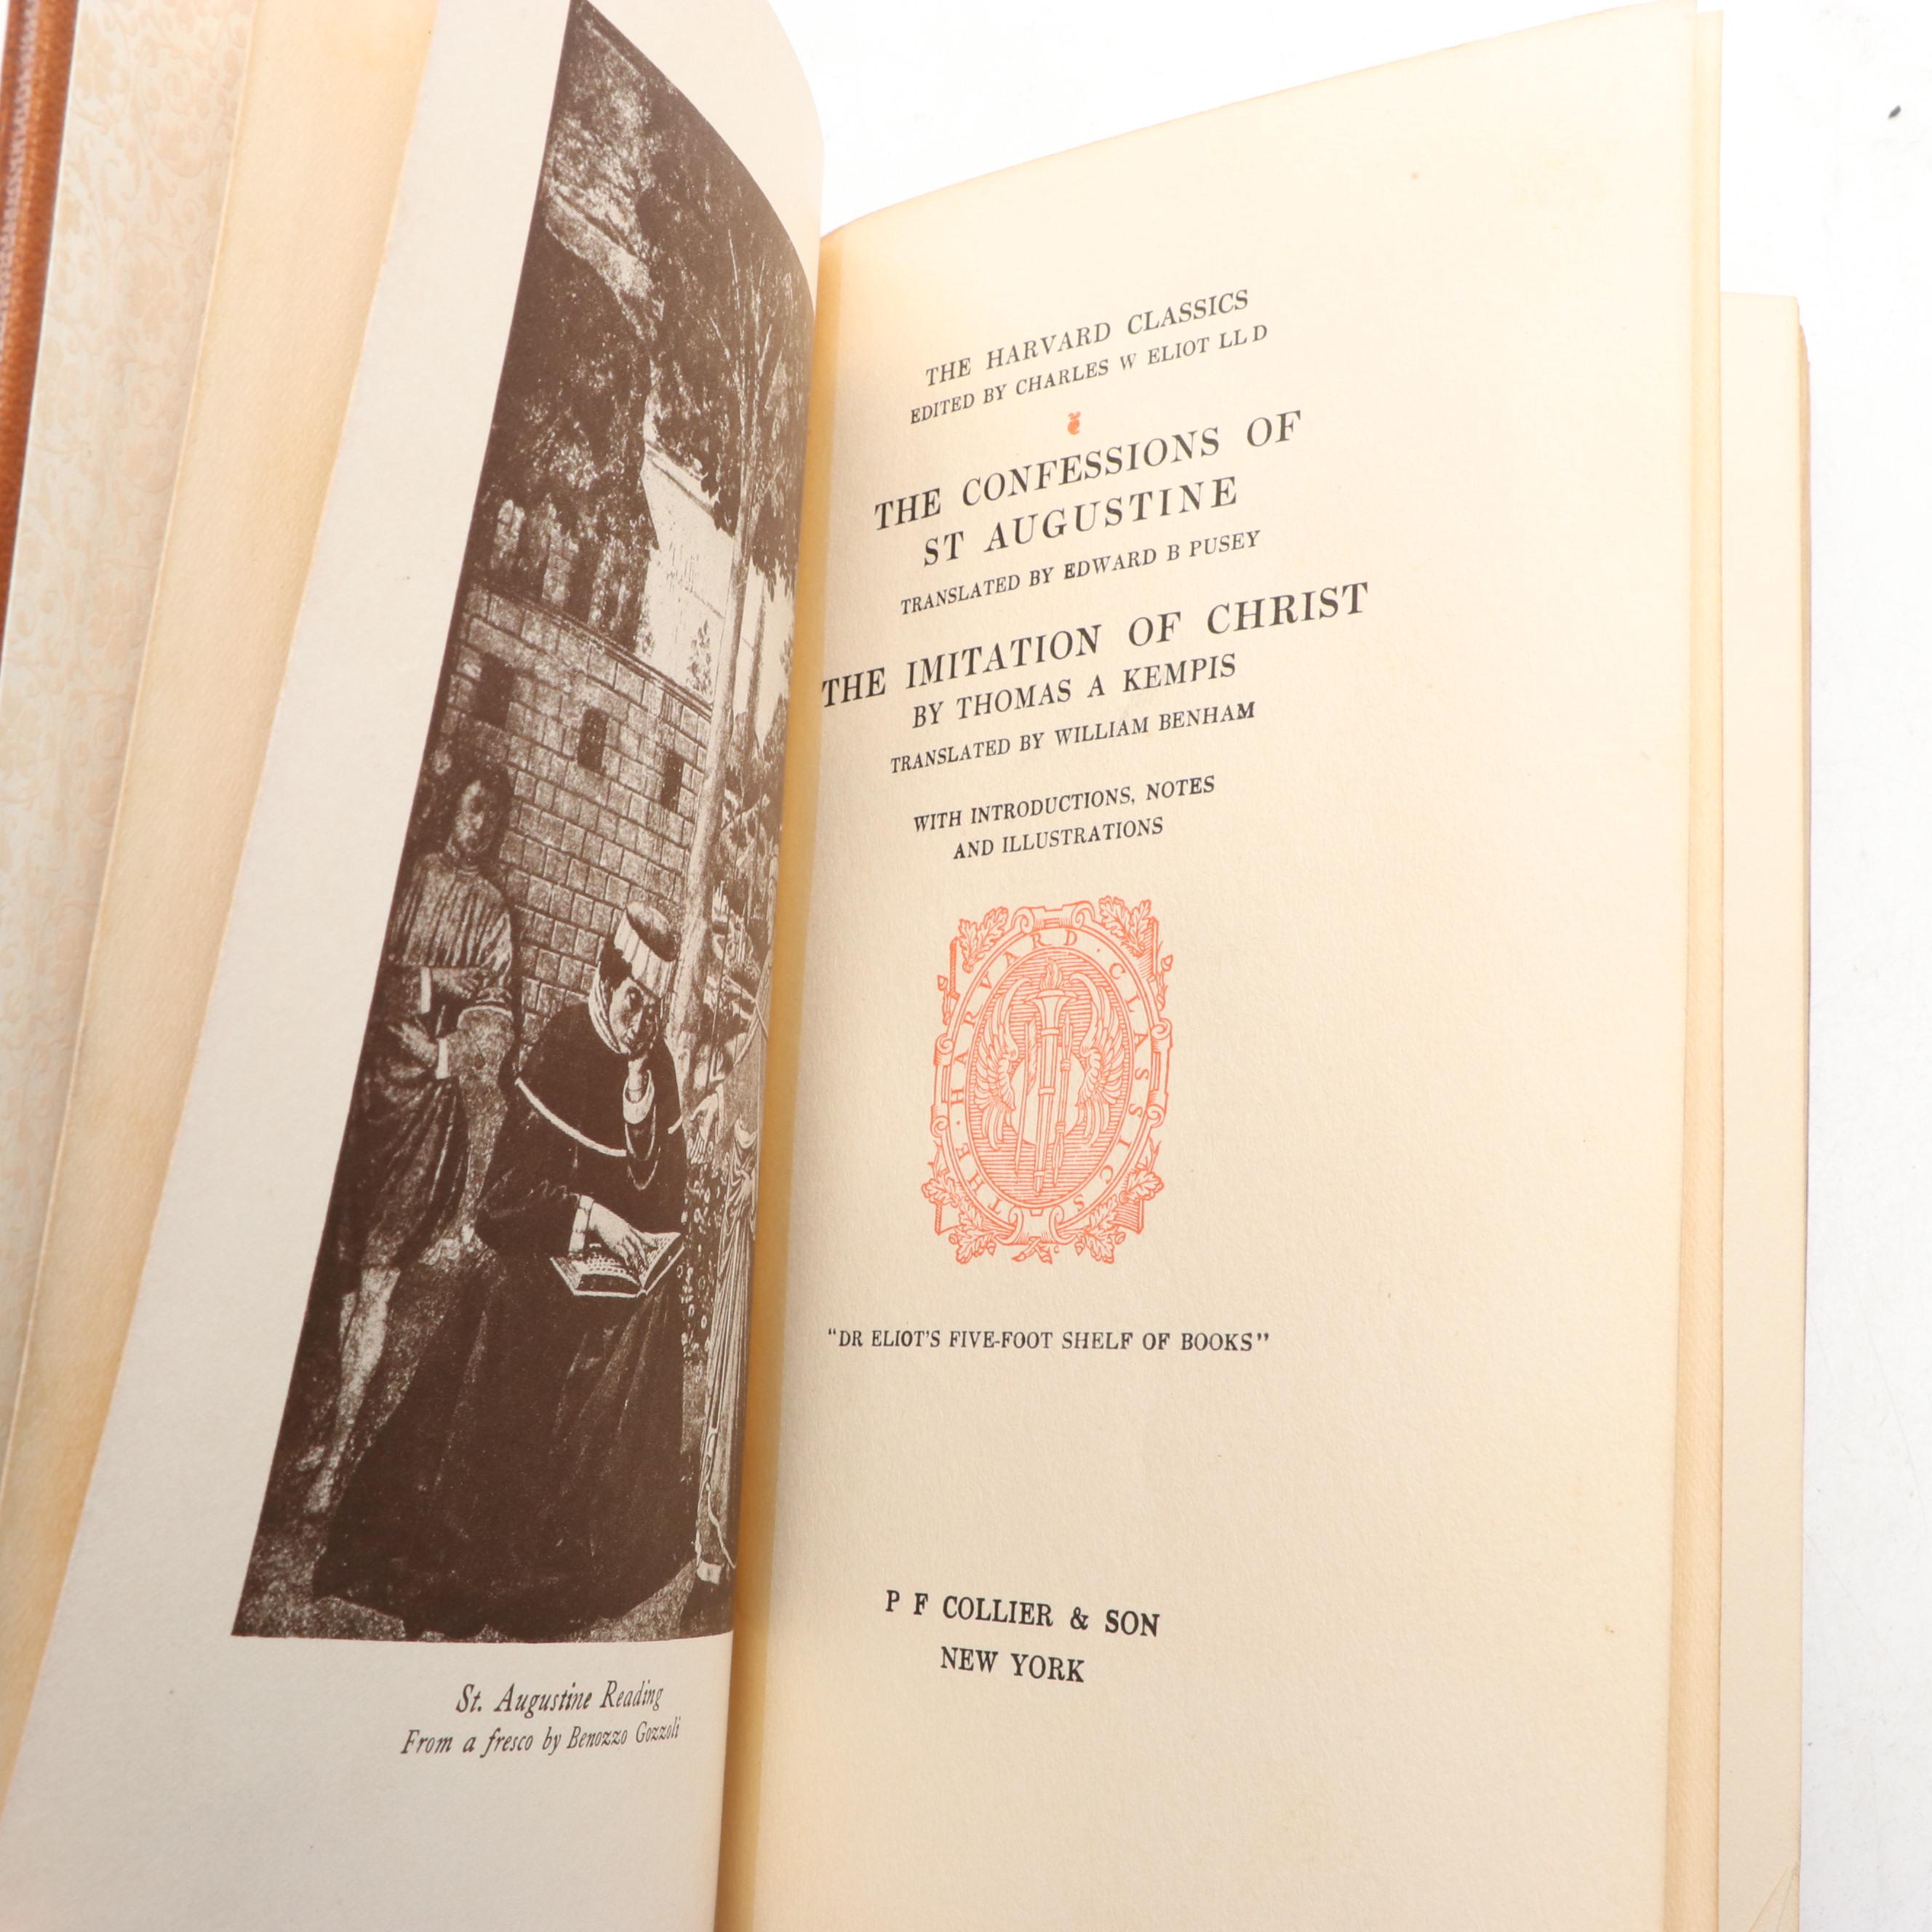 St. Augustine Reading
From a fresco by Benozzo Gozzoli
THE HARVARD CLASSICS
EDITED BY CHARLES W ELIOT LL D
THE CONFESSIONS OF
ST AUGUSTINE
TRANSLATED BY EDWARD B PUSEY
THE IMITATION OF CHRIST
BY THOMAS A KEMPIS
TRANSLATED BY WILLIAM BENHAM
WITH INTRODUCTIONS, NOTES
AND ILLUSTRATIONS
THE · HARVARD · CLASSICS
"DR ELIOT'S FIVE-FOOT SHELF OF BOOKS"
P F COLLIER & SON
NEW YORK